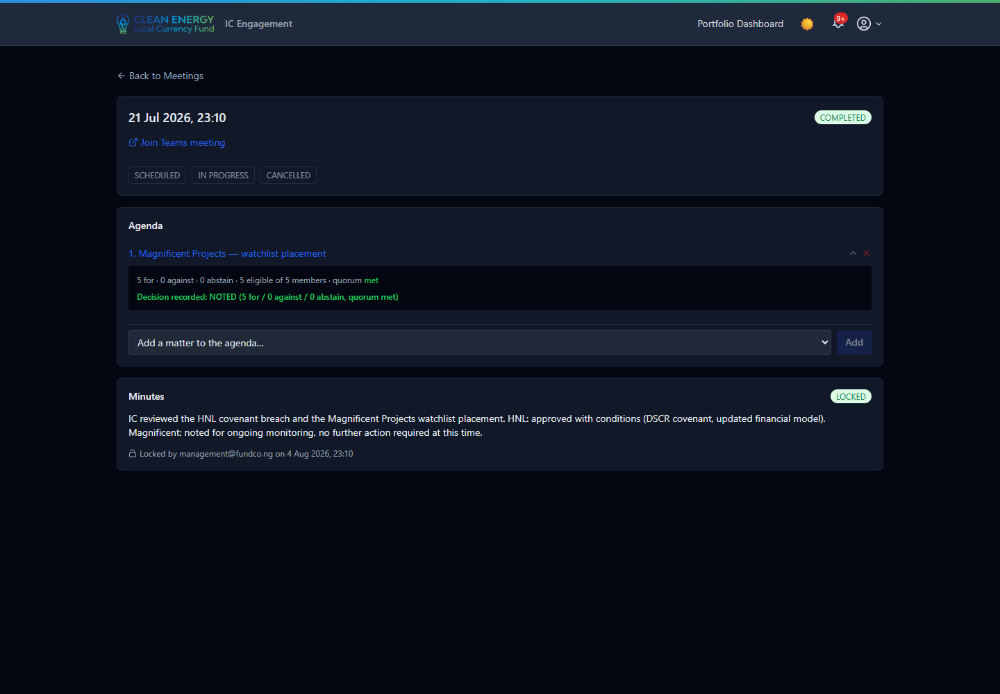 CLEAN ENERGY
Local Currency Fund
IC Engagement
Portfolio Dashboard
9+
Back to Meetings
21 Jul 2026, 23:10
COMPLETED
Join Teams meeting
SCHEDULED
IN PROGRESS
CANCELLED
Agenda
1. Magnificent Projects — watchlist placement
5 for · 0 against · 0 abstain · 5 eligible of 5 members · quorum met
Decision recorded: NOTED (5 for / 0 against / 0 abstain, quorum met)
Add a matter to the agenda...
Add
Minutes
LOCKED
IC reviewed the HNL covenant breach and the Magnificent Projects watchlist placement. HNL: approved with conditions (DSCR covenant, updated financial model).
Magnificent: noted for ongoing monitoring, no further action required at this time.
Locked by management@fundco.ng on 4 Aug 2026, 23:10